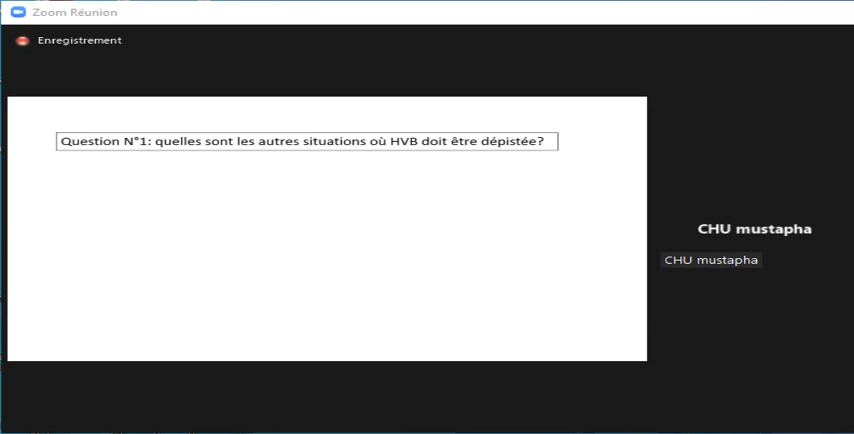 Zoom Réunion
Enregistrement
Question N°1: quelles sont les autres situations où HVB doit être dépistée?
CHU mustapha
CHU mustapha